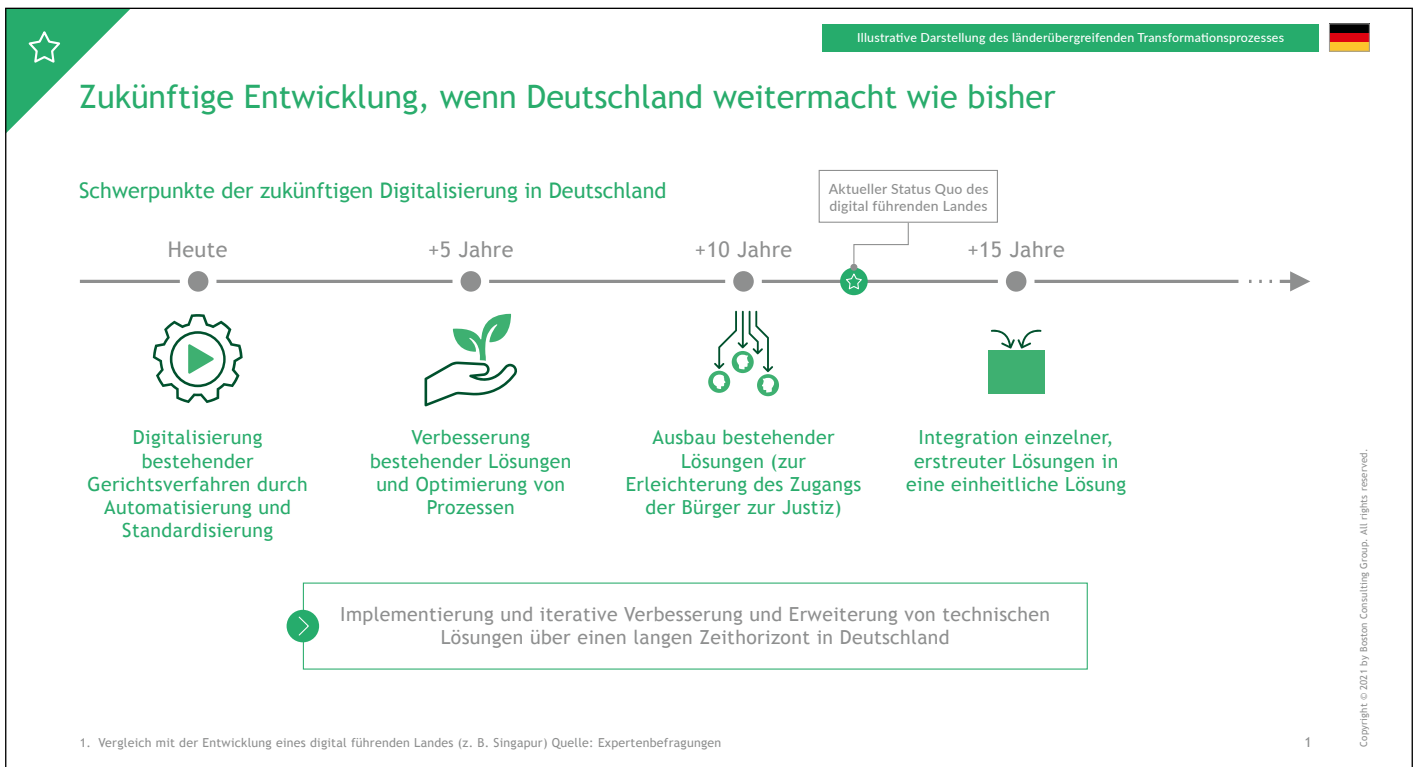 Illustrative Darstellung des länderübergreifenden Transformationsprozesses
Zukünftige Entwicklung, wenn Deutschland weitermacht wie bisher
Schwerpunkte der zukünftigen Digitalisierung in Deutschland
Aktueller Status Quo des
digital führenden Landes
Heute
+5 Jahre
+10 Jahre
+15 Jahre
Digitalisierung
bestehender
Gerichtsverfahren durch
Automatisierung und
Standardisierung
Verbesserung
bestehender Lösungen
und Optimierung von
Prozessen
Ausbau bestehender
Lösungen (zur
Erleichterung des Zugangs
der Bürger zur Justiz)
Integration einzelner,
erstreuter Lösungen in
eine einheitliche Lösung
Implementierung und iterative Verbesserung und Erweiterung von technischen
Lösungen über einen langen Zeithorizont in Deutschland
1. Vergleich mit der Entwicklung eines digital führenden Landes (z. B. Singapur) Quelle: Expertenbefragungen
1
Copyright © 2021 by Boston Consulting Group. All rights reserved.